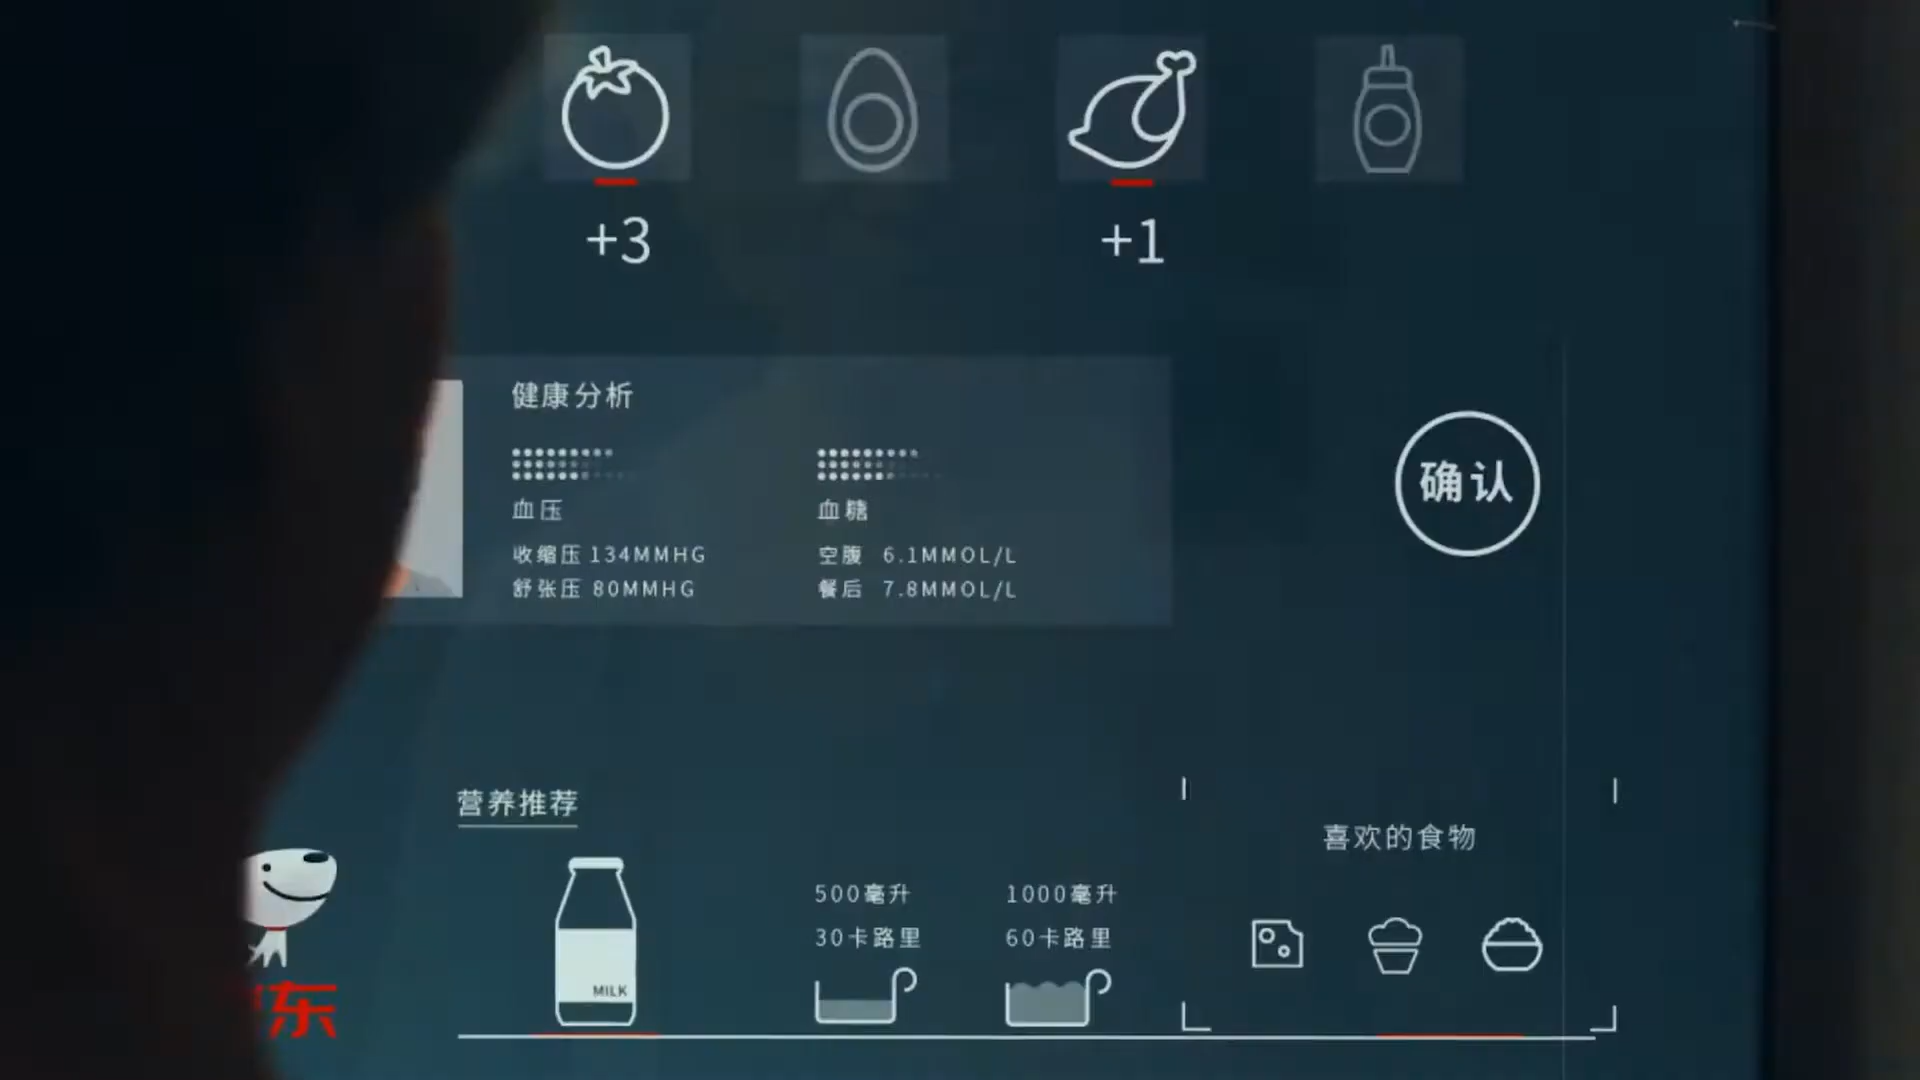 +3
+1
健康分析
血压
血糖
收缩压 134MMHG
空腹 6.1MMOL/L
舒张压 80MMHG
餐后 7.8MMOL/L
确认
营养推荐
喜欢的食物
500毫升
1000毫升
30卡路里
60卡路里
MILK
东